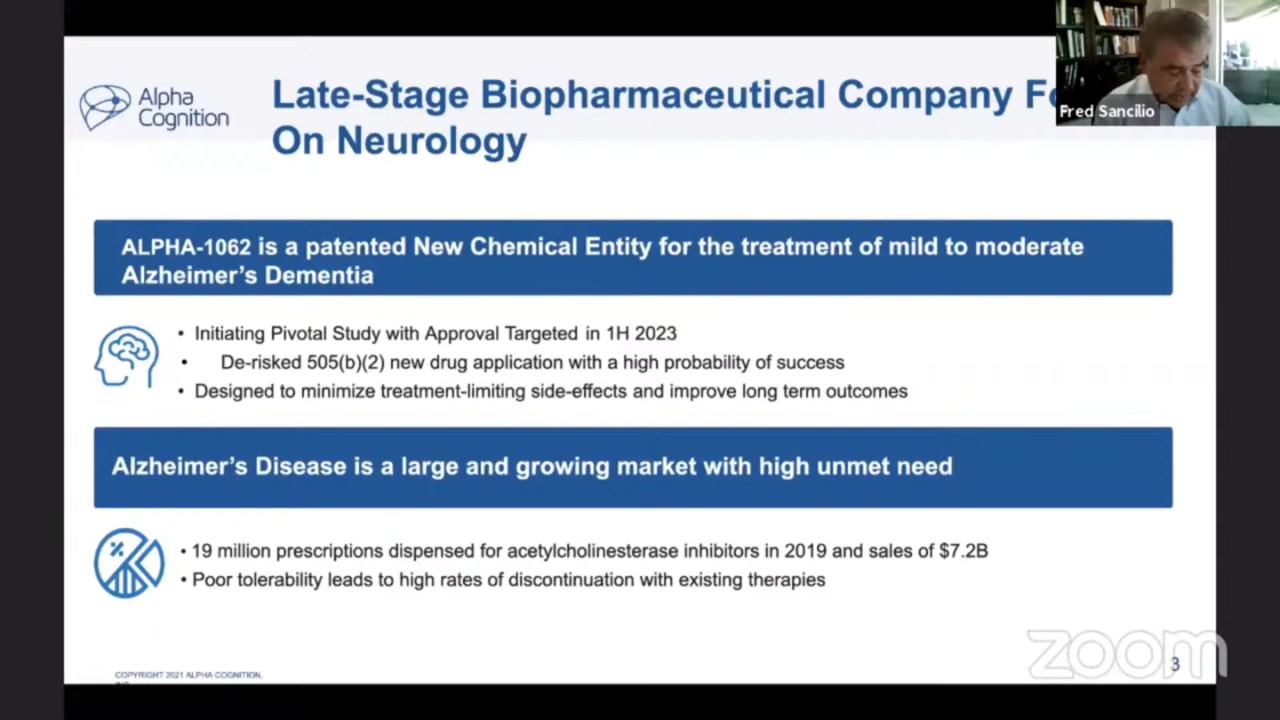 Alpha
Cognition
Late-Stage Biopharmaceutical Company
On Neurology
Fred Sancilio
ALPHA-1062 is a patented New Chemical Entity for the treatment of mild to moderate
Alzheimer's Dementia
• Initiating Pivotal Study with Approval Targeted in 1H 2023
• De-risked 505(b)(2) new drug application with a high probability of success
• Designed to minimize treatment-limiting side-effects and improve long term outcomes
Alzheimer's Disease is a large and growing market with high unmet need
• 19 million prescriptions dispensed for acetylcholinesterase inhibitors in 2019 and sales of $7.2B
• Poor tolerability leads to high rates of discontinuation with existing therapies
COPYRIGHT 2021 ALPHA COGNITION,
zoom
3